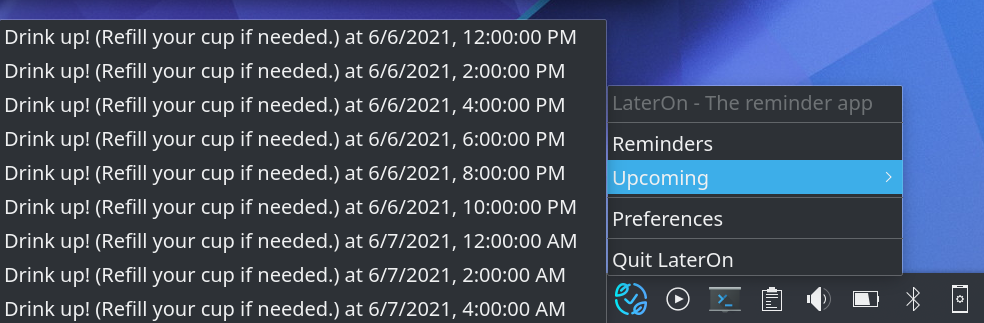 Drink up! (Refill your cup if needed.) at 6/6/2021, 12:00:00 PM
Drink up! (Refill your cup if needed.) at 6/6/2021, 2:00:00 PM
Drink up! (Refill your cup if needed.) at 6/6/2021, 4:00:00 PM
Drink up! (Refill your cup if needed.) at 6/6/2021, 6:00:00 PM
Drink up! (Refill your cup if needed.) at 6/6/2021, 8:00:00 PM
Drink up! (Refill your cup if needed.) at 6/6/2021, 10:00:00 PM
Drink up! (Refill your cup if needed.) at 6/7/2021, 12:00:00 AM
Drink up! (Refill your cup if needed.) at 6/7/2021, 2:00:00 AM
Drink up! (Refill your cup if needed.) at 6/7/2021, 4:00:00 AM
LaterOn - The reminder app
Reminders
Upcoming
Preferences
Quit LaterOn